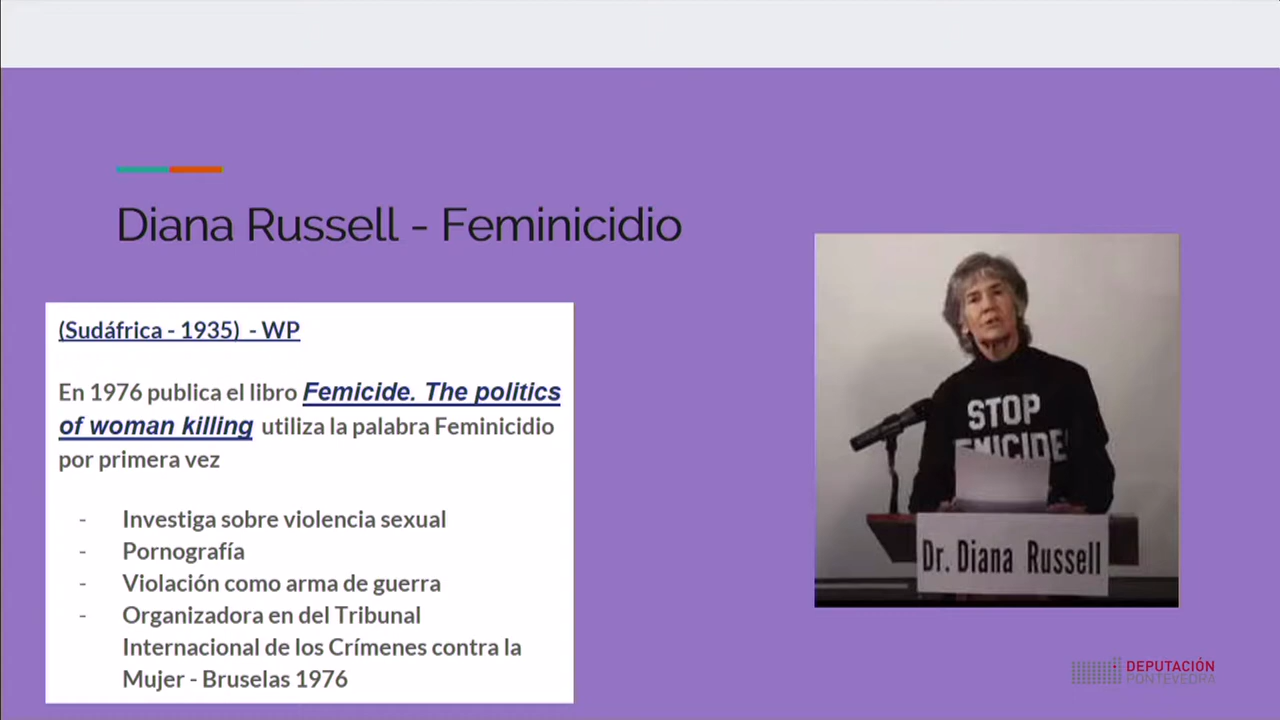 Diana Russell - Feminicidio
(Sudáfrica - 1935) - WP
En 1976 publica el libro Femicide. The politics
of woman killing utiliza la palabra Feminicidio
por primera vez
- Investiga sobre violencia sexual
- Pornografía
- Violación como arma de guerra
- Organizadora en del Tribunal
Internacional de los Crímenes contra la
Mujer - Bruselas 1976
STOP
Dr. Diana Russell
DEPUTACIÓN
PONTEVEDRA